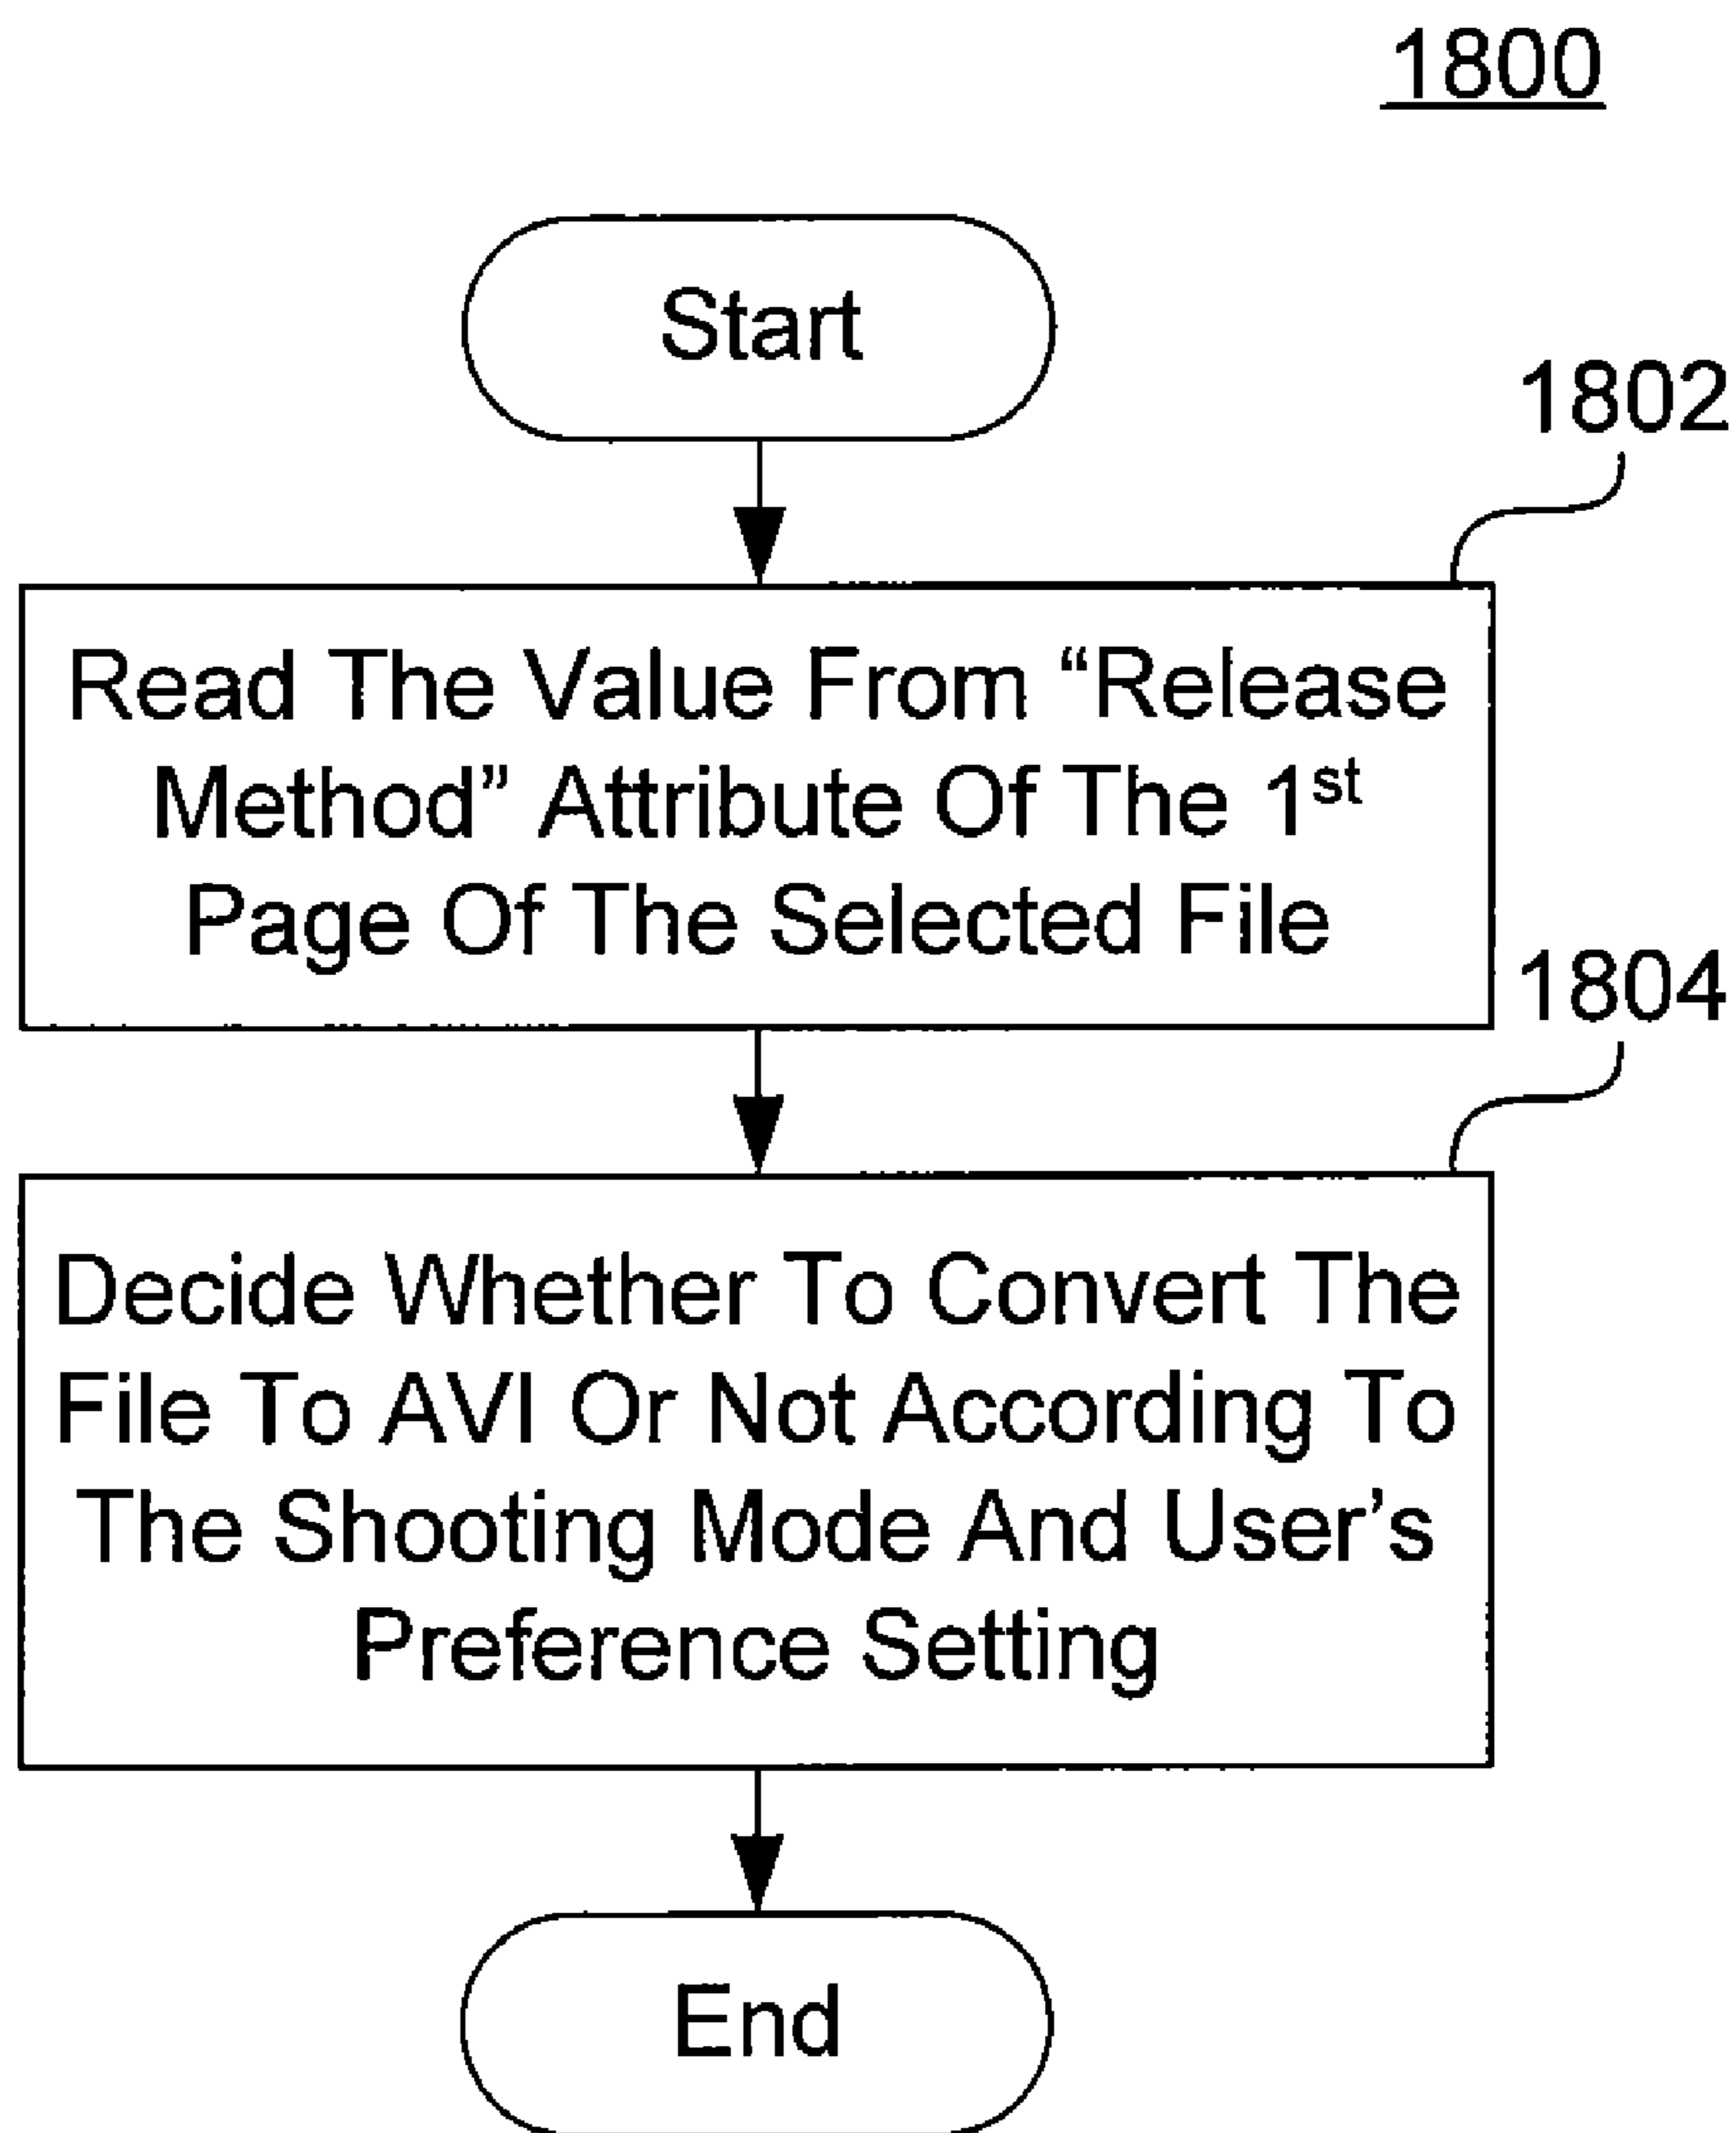 1800
Start
1802
Read The Value From “Release
Method” Attribute Of The 1st
Page Of The Selected File
1804
Decide Whether To Convert The
File To AVI Or Not According To
The Shooting Mode And User’s
Preference Setting
End